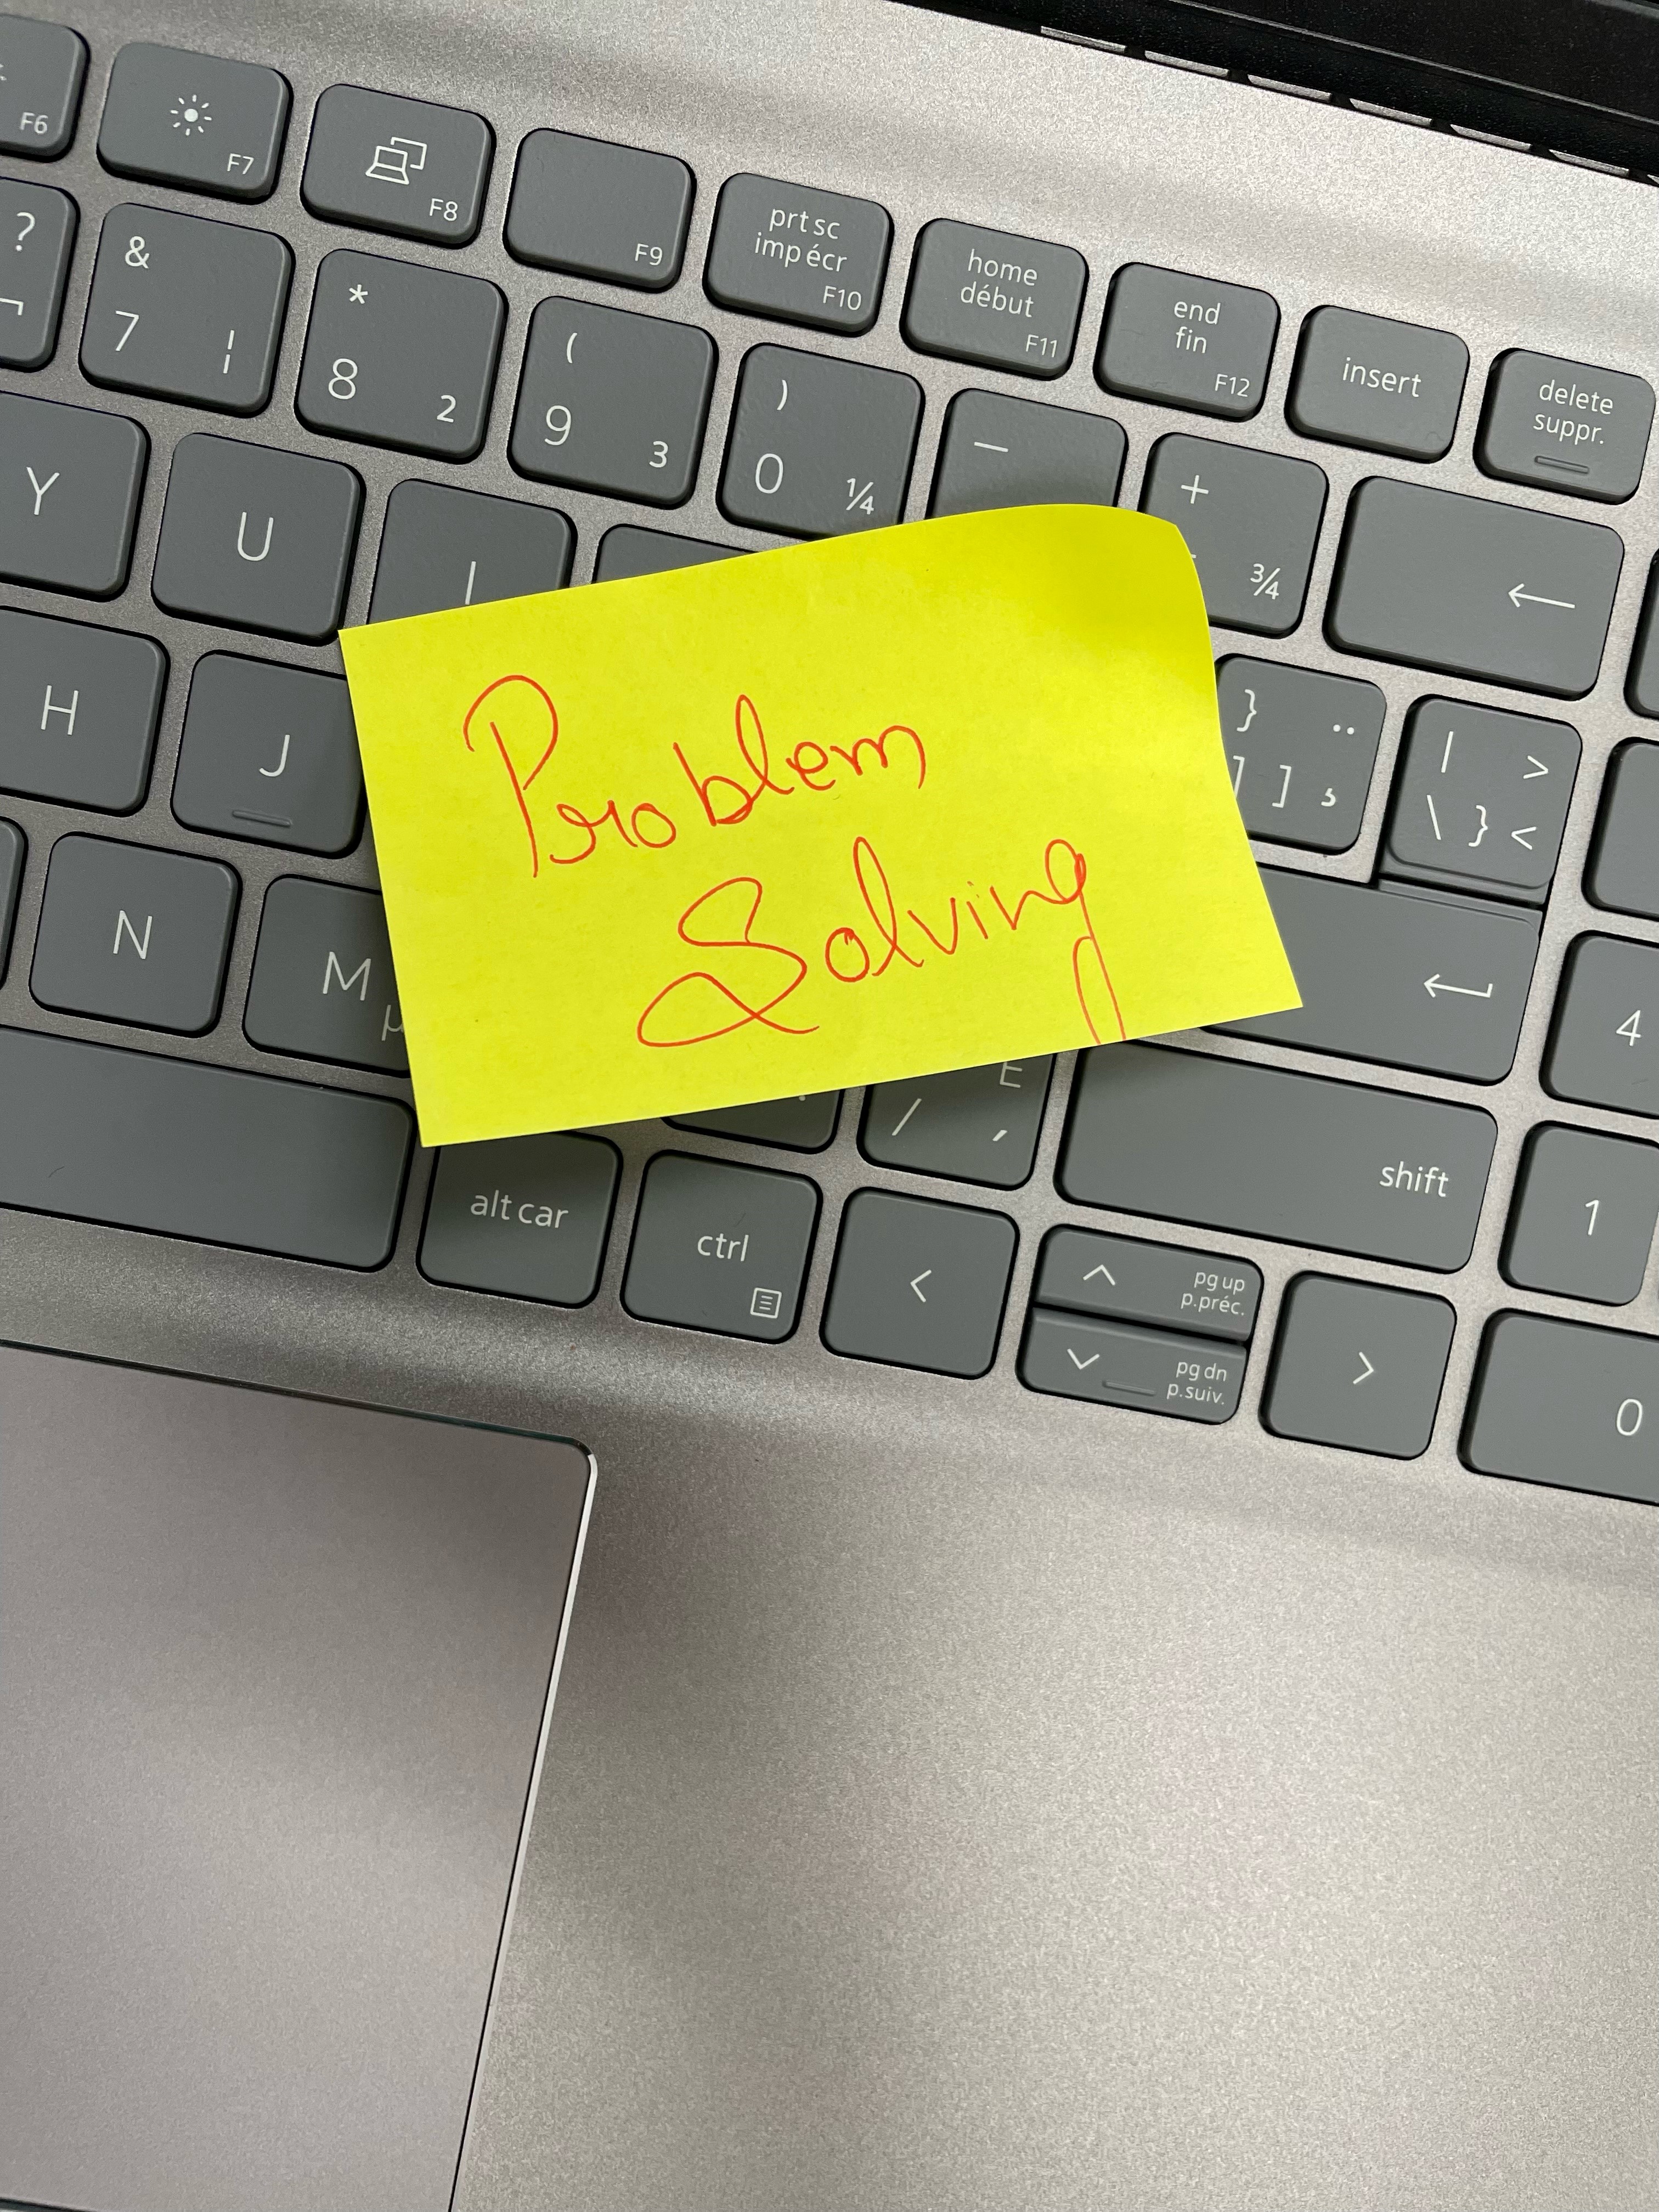 F6 F7 F8 F9 prt sc imp écr F10 home début F11 end fin F12 insert delete suppr.
? ¬ & 7 ¦ * 8 2 ( 9 3 ) 0 ¼ — + ¾ ←
Y U I } ¨ ] ] ¸ | > \ } <
Problem
Solving
H J ↵ 4
N M µ E / , shift 1
alt car ctrl < ^ pg up p.préc. ∨ pg dn p.suiv. > 0